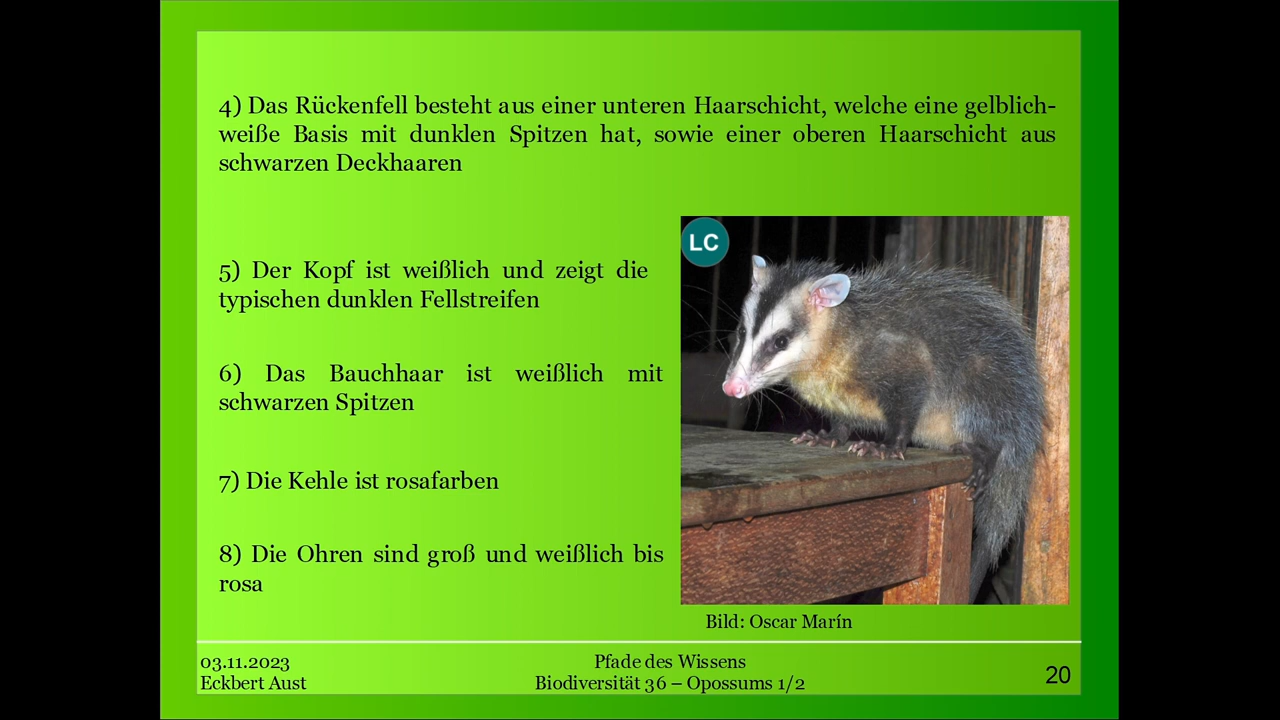 4) Das Rückenfell besteht aus einer unteren Haarschicht, welche eine gelblich-
weiße Basis mit dunklen Spitzen hat, sowie einer oberen Haarschicht aus
schwarzen Deckhaaren
LC
5) Der Kopf ist weißlich und zeigt die
typischen dunklen Fellstreifen
6) Das Bauchhaar ist weißlich mit
schwarzen Spitzen
7) Die Kehle ist rosafarben
8) Die Ohren sind groß und weißlich bis
rosa
Bild: Oscar Marín
03.11.2023
Eckbert Aust
Pfade des Wissens
Biodiversität 36 – Opossums 1/2
20